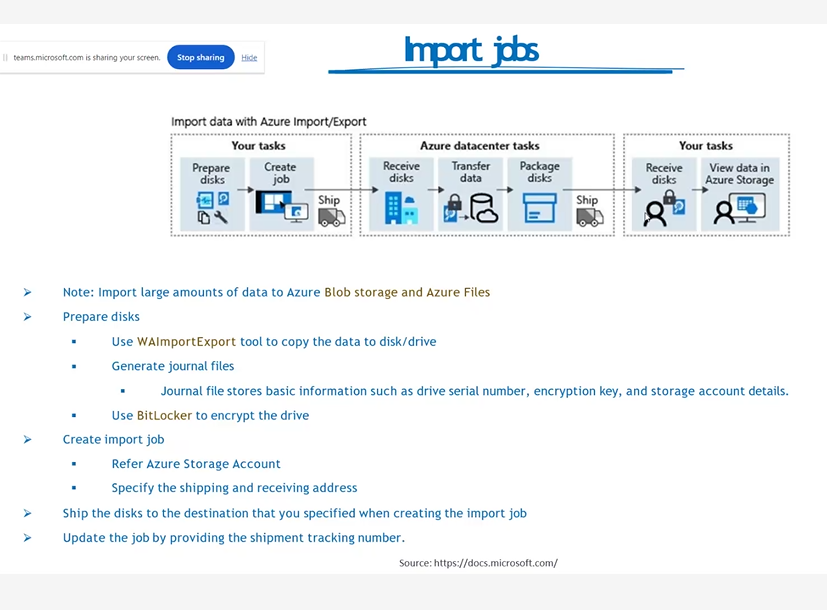 Import jobs
teams.microsoft.com is sharing your screen. Stop sharing Hide
Import data with Azure Import/Export
Your tasks
Prepare disks
Create job
Ship
Azure datacenter tasks
Receive disks
Transfer data
Package disks
Ship
Your tasks
Receive disks
View data in Azure Storage
➢ Note: Import large amounts of data to Azure Blob storage and Azure Files
➢ Prepare disks
▪ Use WAImportExport tool to copy the data to disk/drive
▪ Generate journal files
▪ Journal file stores basic information such as drive serial number, encryption key, and storage account details.
▪ Use BitLocker to encrypt the drive
➢ Create import job
▪ Refer Azure Storage Account
▪ Specify the shipping and receiving address
➢ Ship the disks to the destination that you specified when creating the import job
➢ Update the job by providing the shipment tracking number.
Source: https://docs.microsoft.com/